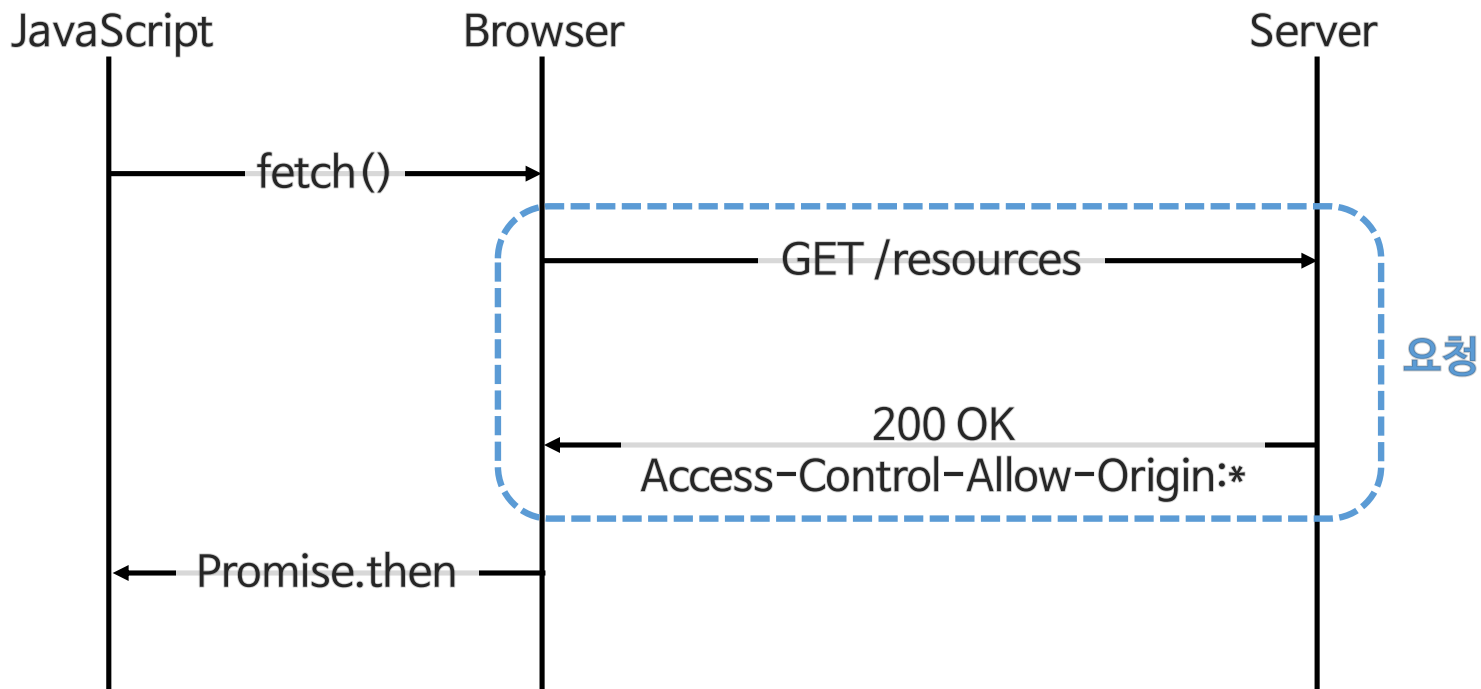 JavaScript
Browser
Server
fetch()
GET /resources
요청
200 OK
Access-Control-Allow-Origin:*
Promise.then